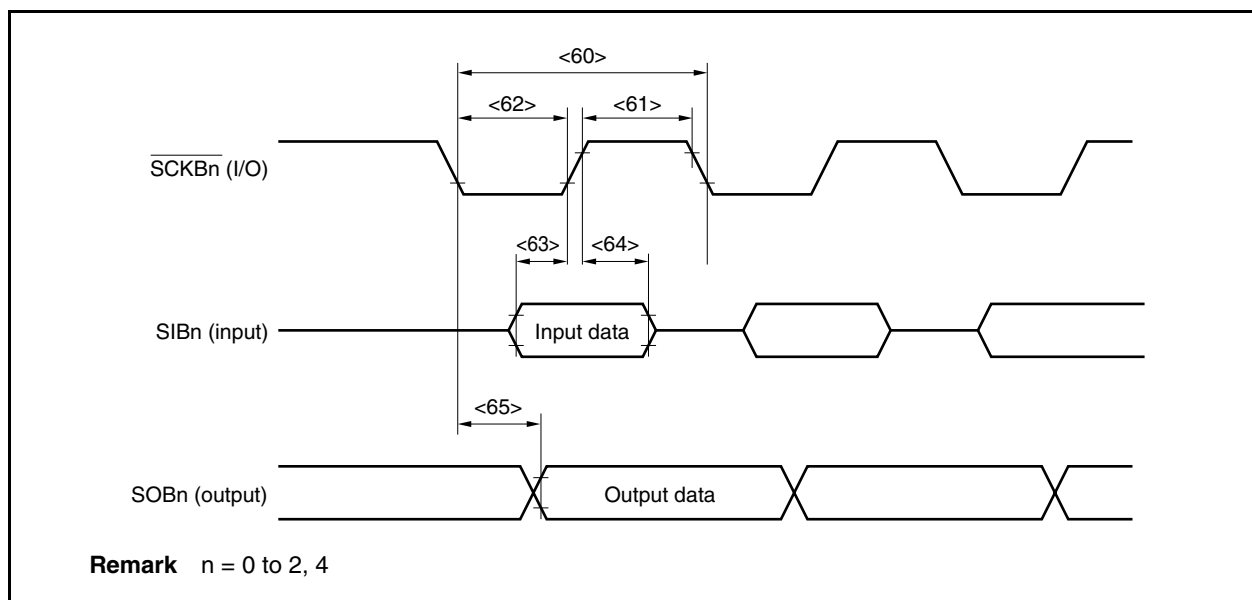 <60>
<62>
<61>
SCKBn (I/O)
<63>
<64>
SIBn (input)
Input data
<65>
SOBn (output)
Output data
Remark n = 0 to 2, 4